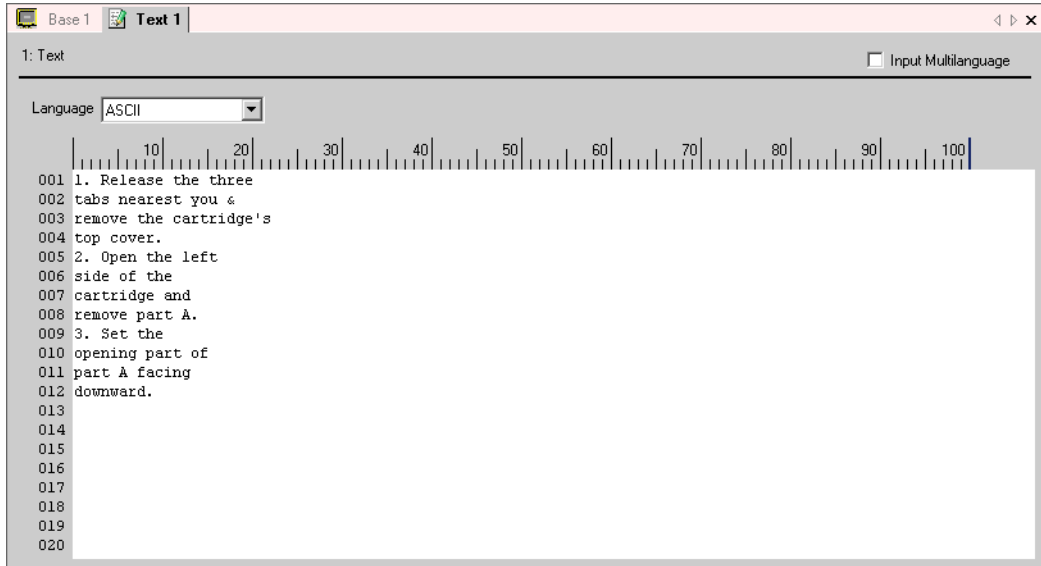 Base 1 Text 1
1: Text
Input Multilanguage
Language ASCII
10 20 30 40 50 60 70 80 90 100
001 1. Release the three
002 tabs nearest you &
003 remove the cartridge's
004 top cover.
005 2. Open the left
006 side of the
007 cartridge and
008 remove part A.
009 3. Set the
010 opening part of
011 part A facing
012 downward.
013
014
015
016
017
018
019
020